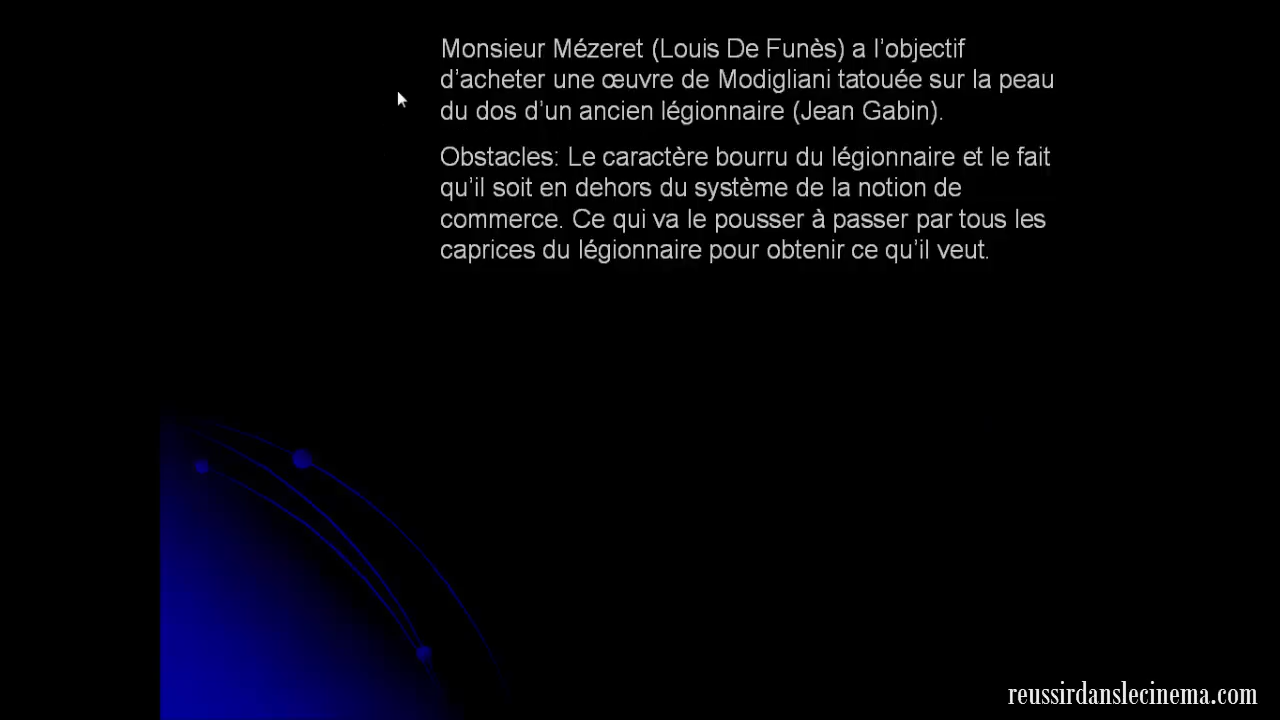 Monsieur Mézeret (Louis De Funès) a l’objectif
d’acheter une œuvre de Modigliani tatouée sur la peau
du dos d’un ancien légionnaire (Jean Gabin).
Obstacles: Le caractère bourru du légionnaire et le fait
qu’il soit en dehors du système de la notion de
commerce. Ce qui va le pousser à passer par tous les
caprices du légionnaire pour obtenir ce qu’il veut.
reussirdanslecinema.com